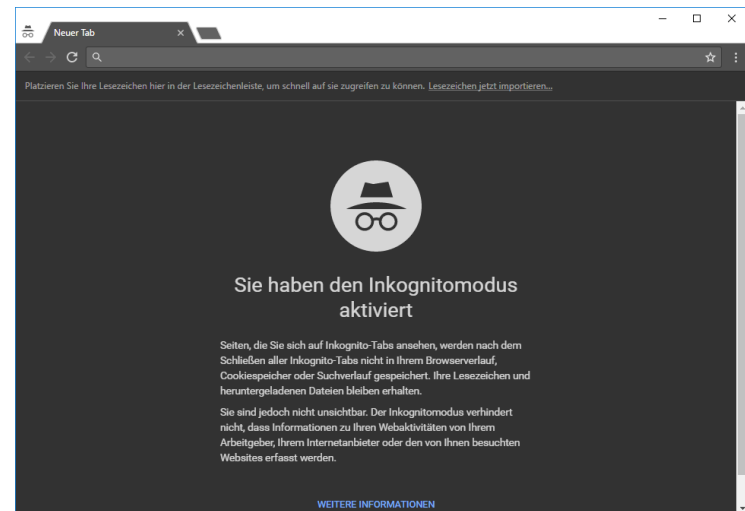 Neuer Tab
Platzieren Sie Ihre Lesezeichen hier in der Lesezeichenleiste, um schnell auf sie zugreifen zu können. Lesezeichen jetzt importieren...
Sie haben den Inkognitomodus
aktiviert
Seiten, die Sie sich auf Inkognito-Tabs ansehen, werden nach dem
Schließen aller Inkognito-Tabs nicht in Ihrem Browserverlauf,
Cookiespeicher oder Suchverlauf gespeichert. Ihre Lesezeichen und
heruntergeladenen Dateien bleiben erhalten.
Sie sind jedoch nicht unsichtbar. Der Inkognitomodus verhindert
nicht, dass Informationen zu Ihren Webaktivitäten von Ihrem
Arbeitgeber, Ihrem Internetanbieter oder den von Ihnen besuchten
Websites erfasst werden.
WEITERE INFORMATIONEN